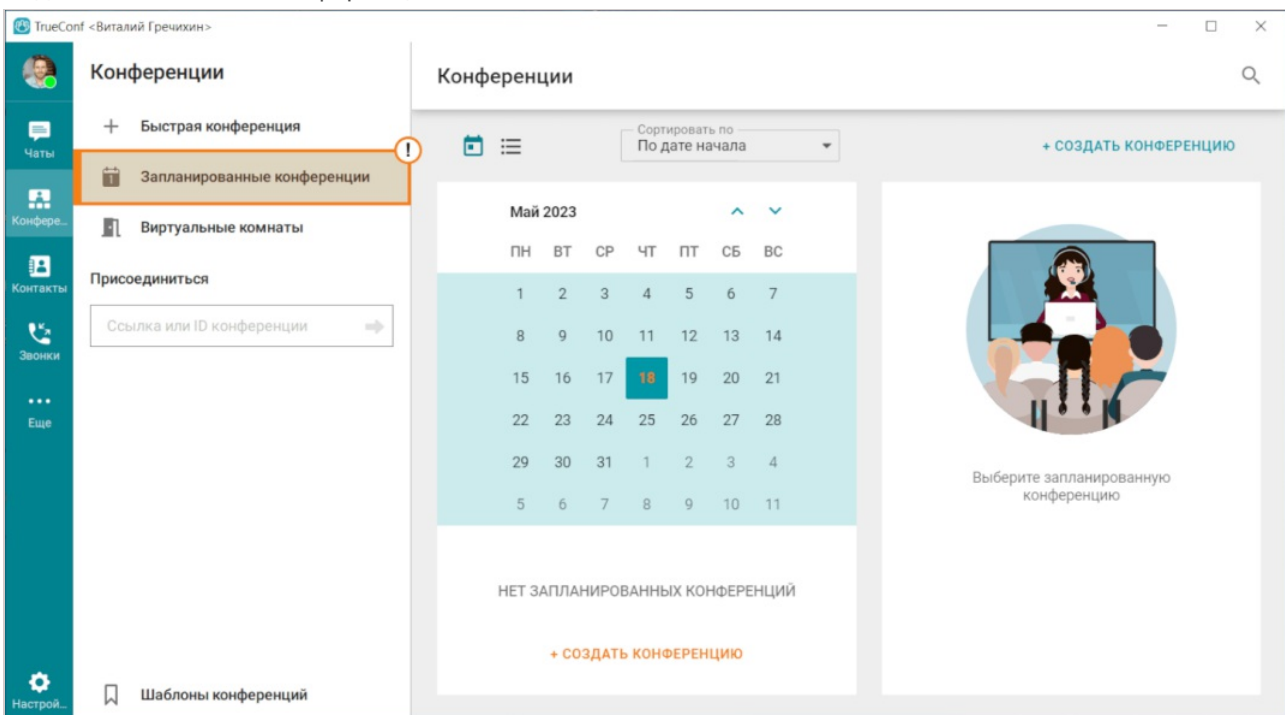 TrueConf <Виталий Гречихин>
Конференции
Быстрая конференция
Запланированные конференции
Виртуальные комнаты
Присоединиться
Ссылка или ID конференции
Шаблоны конференций
Чаты
Конфере...
Контакты
Звонки
Еще
Настрой...
Конференции
Сортировать по
По дате начала
+ СОЗДАТЬ КОНФЕРЕНЦИЮ
Май 2023
ПН ВТ СР ЧТ ПТ СБ ВС
1 2 3 4 5 6 7
8 9 10 11 12 13 14
15 16 17 18 19 20 21
22 23 24 25 26 27 28
29 30 31 1 2 3 4
5 6 7 8 9 10 11
НЕТ ЗАПЛАНИРОВАННЫХ КОНФЕРЕНЦИЙ
+ СОЗДАТЬ КОНФЕРЕНЦИЮ
Выберите запланированную
конференцию